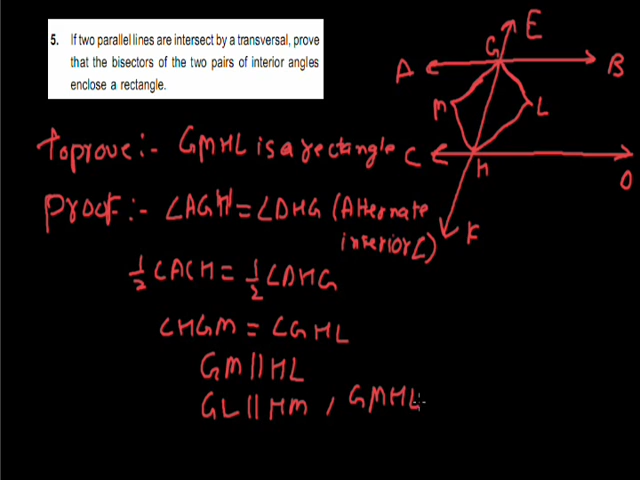 5. If two parallel lines are intersect by a transversal, prove
that the bisectors of the two pairs of interior angles
enclose a rectangle.
E
G
A
B
M
L
To prove :- GMHL is a rectangle
C
H
D
Proof :- ∠AGH = ∠DHG (Alternate
interior ∠)
F
1/2 ∠AGH = 1/2 ∠DHG
∠HGM = ∠GHL
GM || HL
GL || HM , GMHL